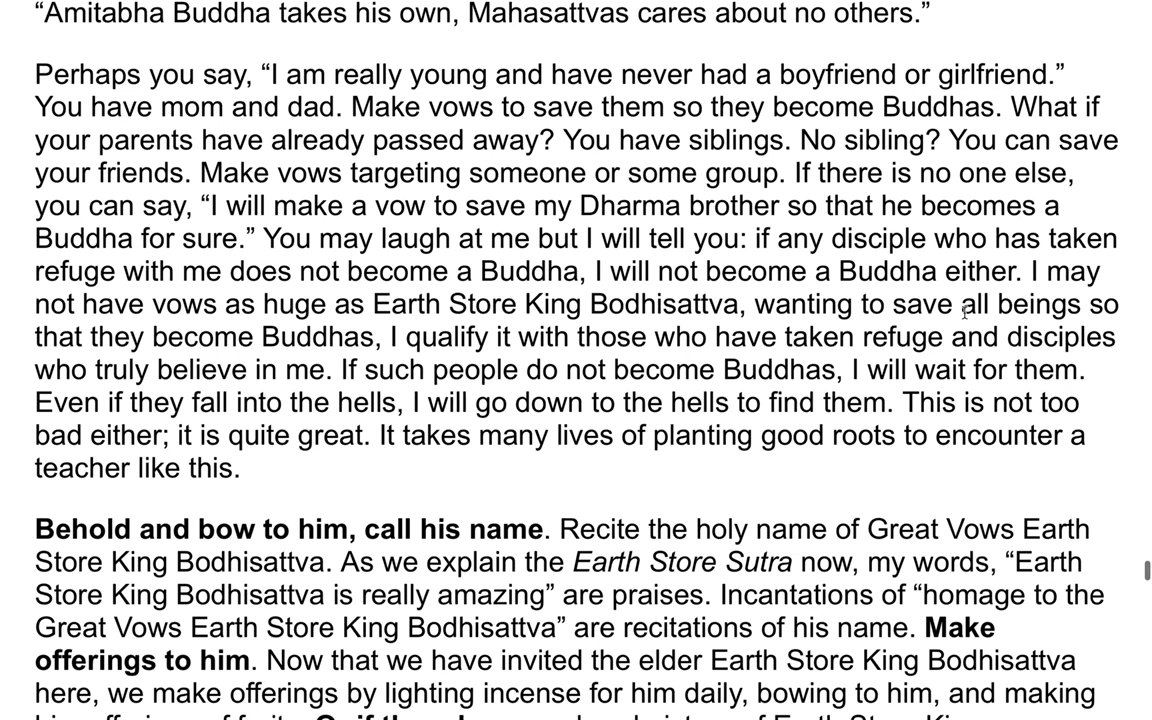 “Amitabha Buddha takes his own, Mahasattvas cares about no others.”
Perhaps you say, “I am really young and have never had a boyfriend or girlfriend.”
You have mom and dad. Make vows to save them so they become Buddhas. What if
your parents have already passed away? You have siblings. No sibling? You can save
your friends. Make vows targeting someone or some group. If there is no one else,
you can say, “I will make a vow to save my Dharma brother so that he becomes a
Buddha for sure.” You may laugh at me but I will tell you: if any disciple who has taken
refuge with me does not become a Buddha, I will not become a Buddha either. I may
not have vows as huge as Earth Store King Bodhisattva, wanting to save all beings so
that they become Buddhas, I qualify it with those who have taken refuge and disciples
who truly believe in me. If such people do not become Buddhas, I will wait for them.
Even if they fall into the hells, I will go down to the hells to find them. This is not too
bad either; it is quite great. It takes many lives of planting good roots to encounter a
teacher like this.
Behold and bow to him, call his name. Recite the holy name of Great Vows Earth
Store King Bodhisattva. As we explain the Earth Store Sutra now, my words, “Earth
Store King Bodhisattva is really amazing” are praises. Incantations of “homage to the
Great Vows Earth Store King Bodhisattva” are recitations of his name. Make
offerings to him. Now that we have invited the elder Earth Store King Bodhisattva
here, we make offerings by lighting incense for him daily, bowing to him, and making